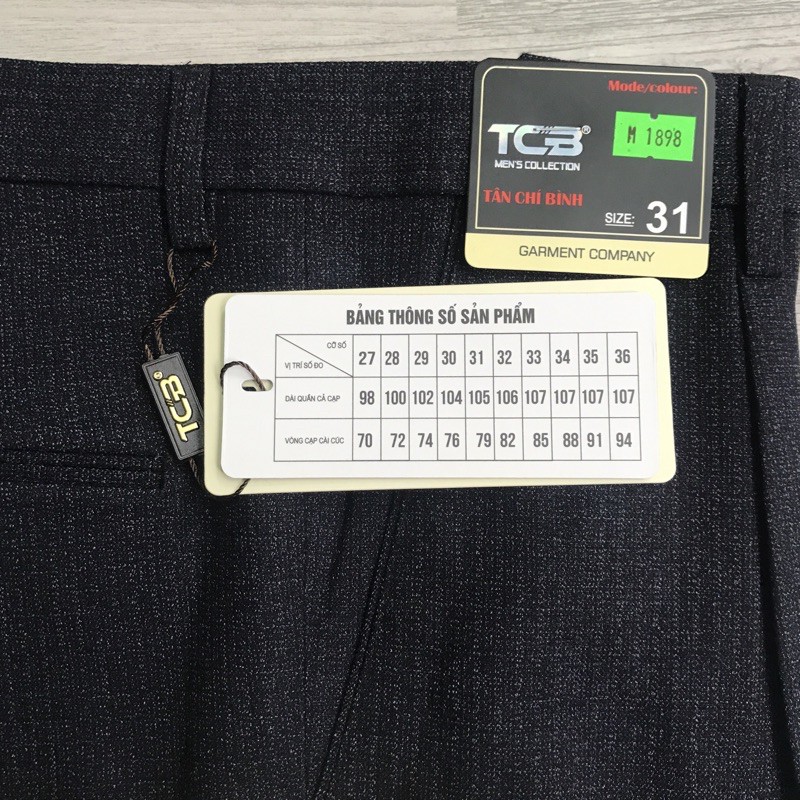 Mode/colour:
M 1898
TCB®
MEN'S COLLECTION
TÂN CHÍ BÌNH
SIZE: 31
GARMENT COMPANY
BẢNG THÔNG SỐ SẢN PHẨM
CỠ SỐ
VỊ TRÍ SỐ ĐO
27 28 29 30 31 32 33 34 35 36
DÀI QUẦN CẢ CẠP 98 100 102 104 105 106 107 107 107 107
VÒNG CẠP CÀI CÚC 70 72 74 76 79 82 85 88 91 94
TCB®